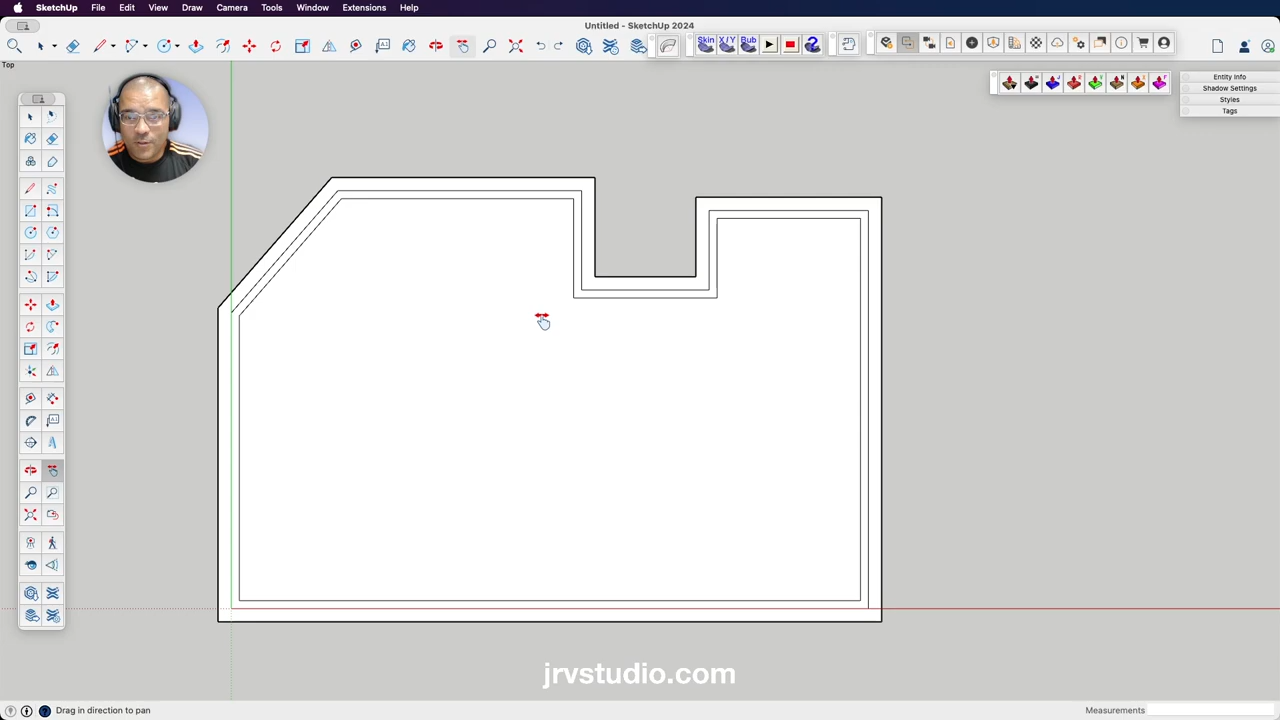 SketchUp File Edit View Draw Camera Tools Window Extensions Help
Untitled - SketchUp 2024
Skin X/Y Bub
Top
Entity Info
Shadow Settings
Styles
Tags
jrvstudio.com
Drag in direction to pan
Measurements